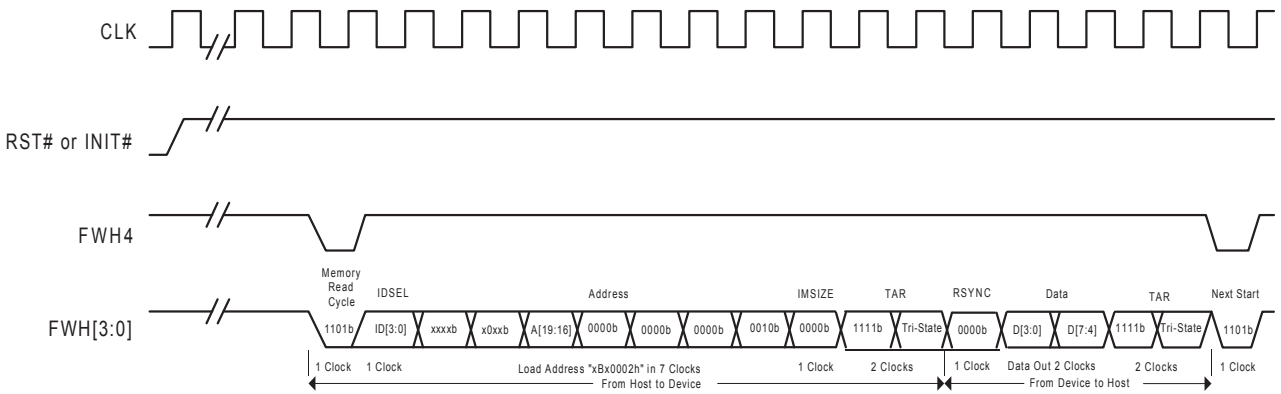 CLK
RST# or INIT#
FWH4
Memory
Read
Cycle
IDSEL
Address
IMSIZE
TAR
RSYNC
Data
TAR
Next Start
FWH[3:0]
1101b
ID[3:0]
xxxxb
x0xxb
A[19:16]
0000b
0000b
0000b
0010b
0000b
1111b
Tri-State
0000b
D[3:0]
D[7:4]
1111b
Tri-State
1101b
1 Clock
1 Clock
Load Address "xBx0002h" in 7 Clocks
1 Clock
2 Clocks
1 Clock
Data Out 2 Clocks
2 Clocks
1 Clock
From Host to Device
From Device to Host